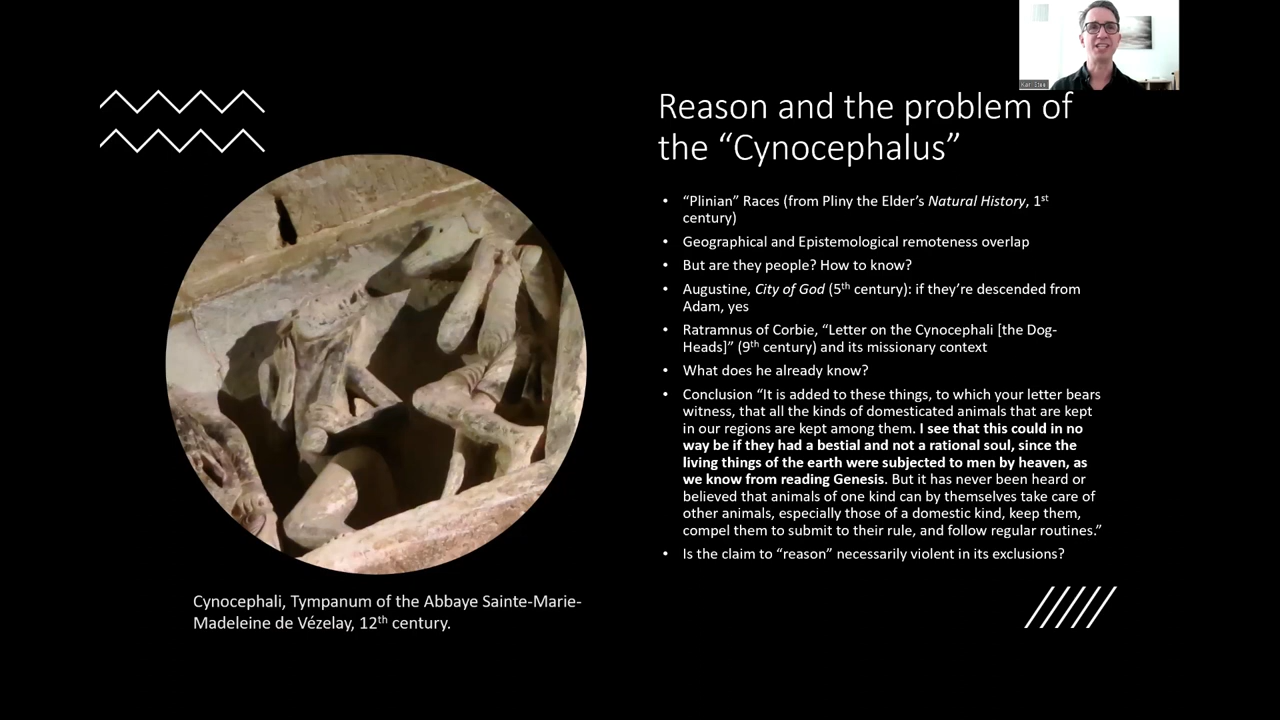 Reason and the problem of
the “Cynocephalus”
• “Plinian” Races (from Pliny the Elder’s Natural History, 1st
century)
• Geographical and Epistemological remoteness overlap
• But are they people? How to know?
• Augustine, City of God (5th century): if they’re descended from
Adam, yes
• Ratramnus of Corbie, “Letter on the Cynocephali [the Dog-
Heads]” (9th century) and its missionary context
• What does he already know?
• Conclusion “It is added to these things, to which your letter bears
witness, that all the kinds of domesticated animals that are kept
in our regions are kept among them. I see that this could in no
way be if they had a bestial and not a rational soul, since the
living things of the earth were subjected to men by heaven, as
we know from reading Genesis. But it has never been heard or
believed that animals of one kind can by themselves take care of
other animals, especially those of a domestic kind, keep them,
compel them to submit to their rule, and follow regular routines.”
• Is the claim to “reason” necessarily violent in its exclusions?
Cynocephali, Tympanum of the Abbaye Sainte-Marie-
Madeleine de Vézelay, 12th century.